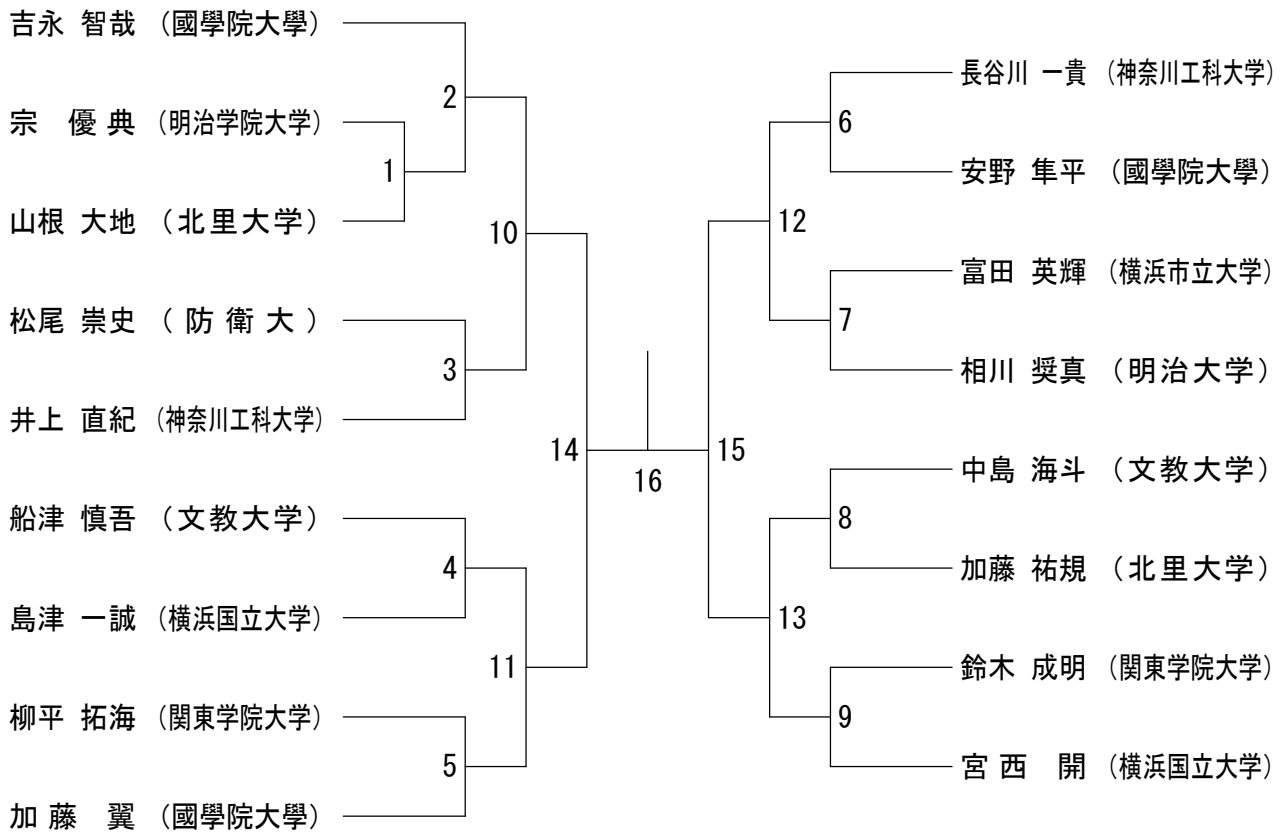 吉永 智哉 (國學院大學)
宗 優典 (明治学院大学)
山根 大地 (北里大学)
松尾 崇史 (防衛大)
井上 直紀 (神奈川工科大学)
船津 慎吾 (文教大学)
島津 一誠 (横浜国立大学)
柳平 拓海 (関東学院大学)
加藤 翼 (國學院大學)
1
2
3
4
5
10
11
14
16
15
12
13
6
7
8
9
長谷川 一貴 (神奈川工科大学)
安野 隼平 (國學院大學)
富田 英輝 (横浜市立大学)
相川 奨真 (明治大学)
中島 海斗 (文教大学)
加藤 祐規 (北里大学)
鈴木 成明 (関東学院大学)
宮西 開 (横浜国立大学)